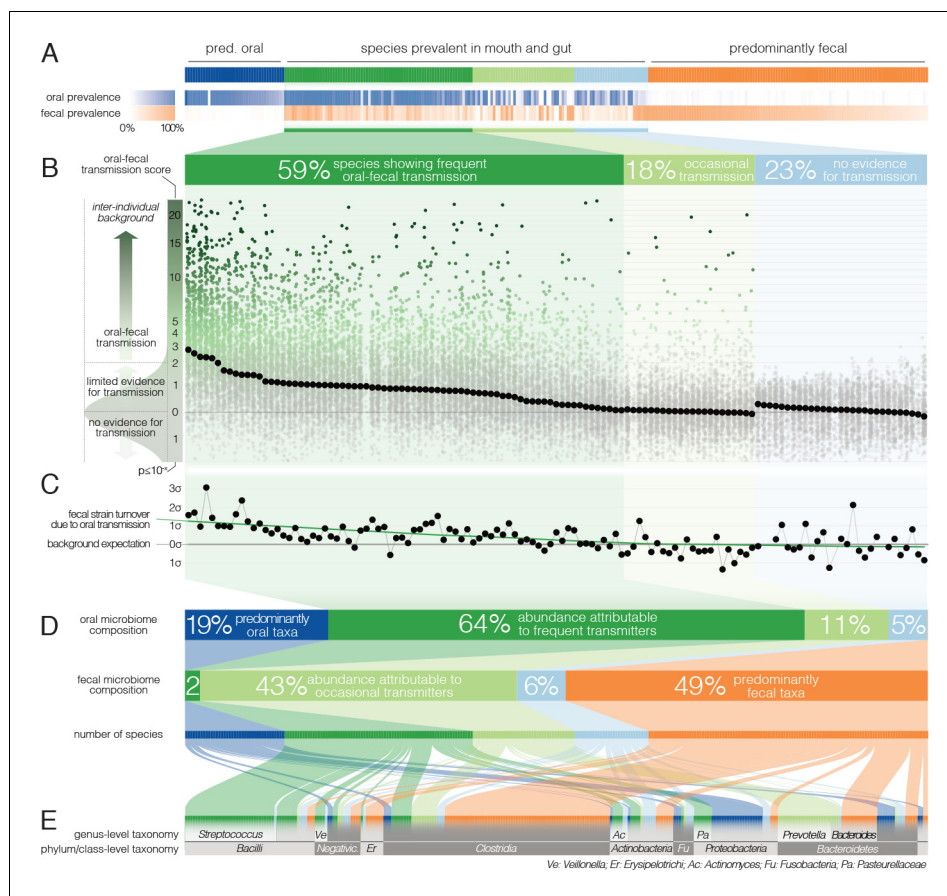 A
pred. oral
species prevalent in mouth and gut
predominantly fecal
oral prevalence
fecal prevalence
0% 100%
B
oral-fecal
transmission score
59% species showing frequent
oral-fecal transmission
18% occasional
transmission
23% no evidence
for transmission
inter-individual
background
20
15
10
5
4
3
2
1
0
1
oral-fecal
transmission
limited evidence
for transmission
no evidence for
transmission
p≤10⁻ˣ
C
3σ
2σ
1σ
0σ
1σ
fecal strain turnover
due to oral transmission
background expectation
D
oral microbiome
composition
19% predominantly
oral taxa
64% abundance attributable
to frequent transmitters
11%
5%
fecal microbiome
composition
2
43% abundance attributable to
occasional transmitters
6%
49% predominantly
fecal taxa
number of species
E
genus-level taxonomy
Streptococcus
Ve
Ac
Pa
Prevotella
Bacteroides
phylum/class-level taxonomy
Bacilli
Negativic.
Er
Clostridia
Actinobacteria
Fu
Proteobacteria
Bacteroidetes
Ve: Veillonella; Er: Erysipelotrichi; Ac: Actinomyces; Fu: Fusobacteria; Pa: Pasteurellaceae